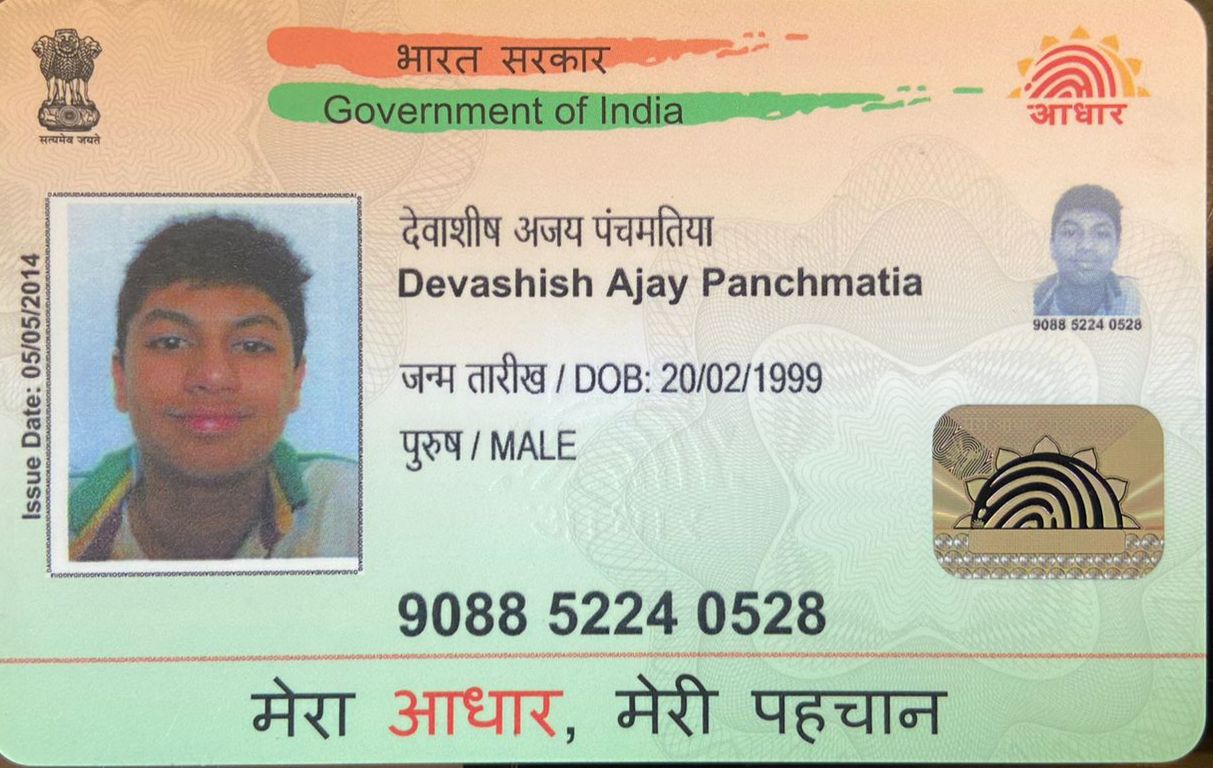 भारत सरकार
Government of India
सत्यमेव जयते
आधार
Issue Date: 05/05/2014
देवाशीष अजय पंचमतिया
Devashish Ajay Panchmatia
9088 5224 0528
जन्म तारीख / DOB: 20/02/1999
पुरुष / MALE
9088 5224 0528
मेरा आधार, मेरी पहचान